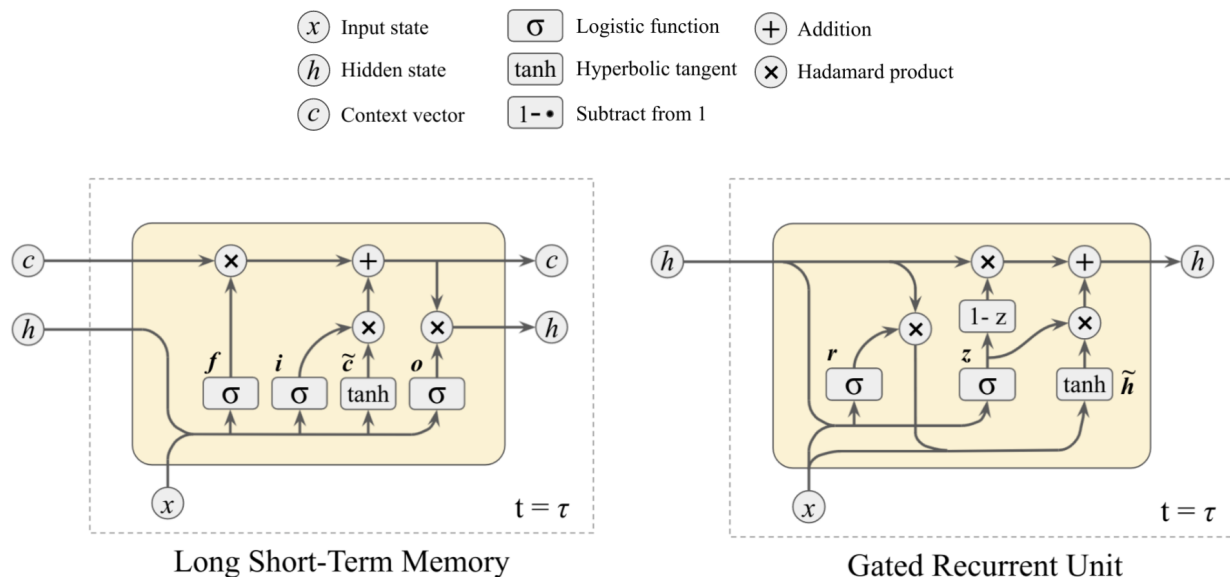 x Input state
σ Logistic function
+ Addition
h Hidden state
tanh Hyperbolic tangent
× Hadamard product
c Context vector
1-• Subtract from 1
c × + c
h × × h
f i c̃ o
σ σ tanh σ
x
t = τ
Long Short-Term Memory
h × + h
1- z
× ×
r z
σ σ tanh h̃
x
t = τ
Gated Recurrent Unit